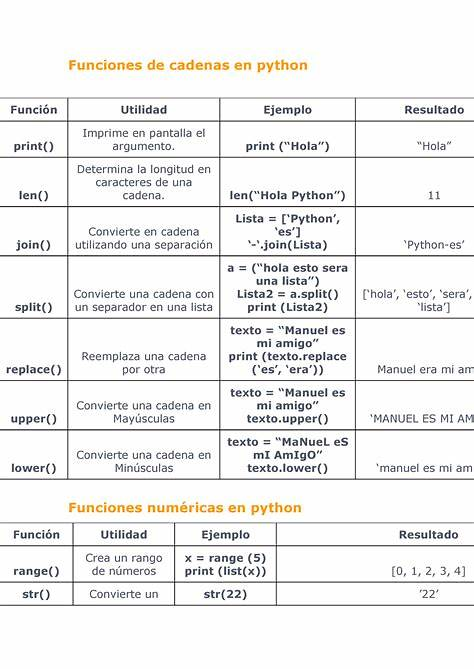 Funciones de cadenas en python
Función Utilidad Ejemplo Resultado
print() Imprime en pantalla el
argumento. print (“Hola”) “Hola”
len() Determina la longitud en
caracteres de una
cadena. len(“Hola Python”) 11
join() Convierte en cadena
utilizando una separación Lista = [‘Python’,
‘es’]
‘-‘.join(Lista) ‘Python-es’
split() Convierte una cadena con
un separador en una lista a = (“hola esto sera
una lista”)
Lista2 = a.split()
print (Lista2) [‘hola’, ‘esto’, ‘sera’,
‘lista’]
replace() Reemplaza una cadena
por otra texto = “Manuel es
mi amigo”
print (texto.replace
(‘es’, ‘era’)) Manuel era mi am
upper() Convierte una cadena en
Mayúsculas texto = “Manuel es
mi amigo”
texto.upper() ‘MANUEL ES MI AM
lower() Convierte una cadena en
Minúsculas texto = “MaNueL eS
mI AmIgO”
texto.lower() ‘manuel es mi am
Funciones numéricas en python
Función Utilidad Ejemplo Resultado
range() Crea un rango
de números x = range (5)
print (list(x)) [0, 1, 2, 3, 4]
str() Convierte un str(22) ’22’